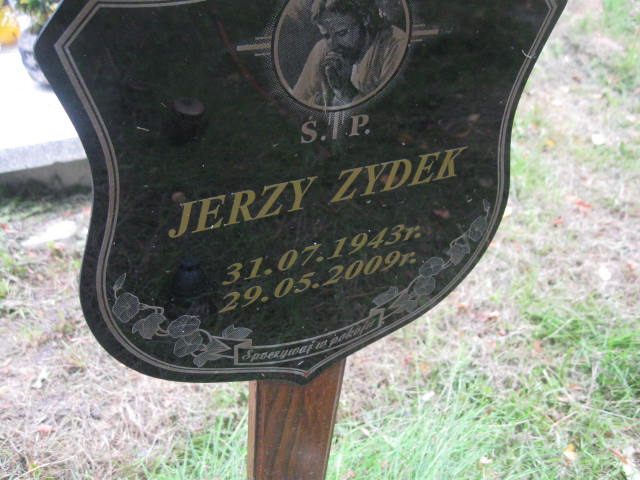 Ś. P.
JERZY ZYDEK
31.07.1943r.
29.05.2009r.
Spoczywaj w pokoju